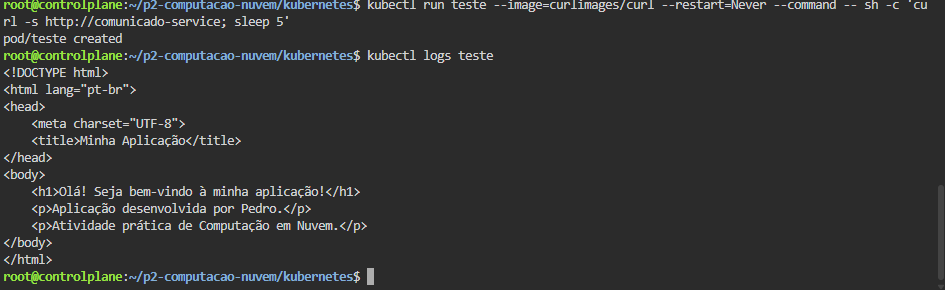 root@controlplane:~/p2-computacao-nuvem/kubernetes$ kubectl run teste --image=curlimages/curl --restart=Never --command -- sh -c 'cu
rl -s http://comunicado-service; sleep 5'
pod/teste created
root@controlplane:~/p2-computacao-nuvem/kubernetes$ kubectl logs teste
<!DOCTYPE html>
<html lang="pt-br">
<head>
    <meta charset="UTF-8">
    <title>Minha Aplicação</title>
</head>
<body>
    <h1>Olá! Seja bem-vindo à minha aplicação!</h1>
    <p>Aplicação desenvolvida por Pedro.</p>
    <p>Atividade prática de Computação em Nuvem.</p>
</body>
</html>
root@controlplane:~/p2-computacao-nuvem/kubernetes$